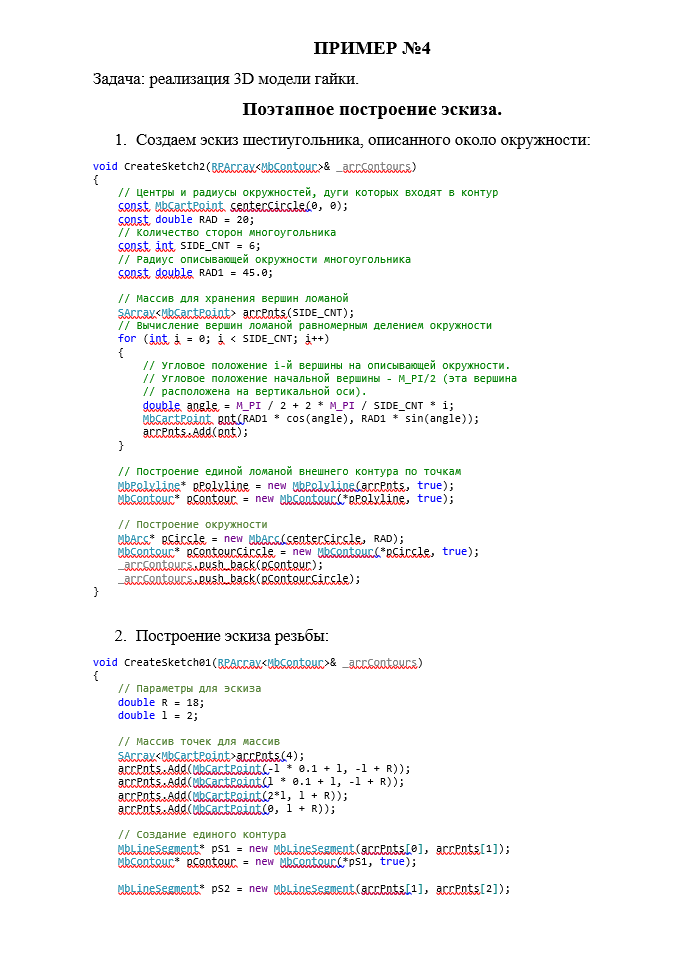 ПРИМЕР №4
Задача: реализация 3D модели гайки.
Поэтапное построение эскиза.
1. Создаем эскиз шестиугольника, описанного около окружности:
void CreateSketch2(RPArray<MbContour>& _arrContours)
{
// Центры и радиусы окружностей, дуги которых входят в контур
const MbCartPoint centerCircle(0, 0);
const double RAD = 20;
// Количество сторон многоугольника
const int SIDE_CNT = 6;
// Радиус описывающей окружности многоугольника
const double RAD1 = 45.0;
// Массив для хранения вершин ломаной
SArray<MbCartPoint> arrPnts(SIDE_CNT);
// Вычисление вершин ломаной равномерным делением окружности
for (int i = 0; i < SIDE_CNT; i++)
{
// Угловое положение i-й вершины на описывающей окружности.
// Угловое положение начальной вершины - M_PI/2 (эта вершина
// расположена на вертикальной оси).
double angle = M_PI / 2 + 2 * M_PI / SIDE_CNT * i;
MbCartPoint pnt(RAD1 * cos(angle), RAD1 * sin(angle));
arrPnts.Add(pnt);
}
// Построение единой ломаной внешнего контура по точкам
MbPolyline* pPolyline = new MbPolyline(arrPnts, true);
MbContour* pContour = new MbContour(*pPolyline, true);
// Построение окружности
MbArc* pCircle = new MbArc(centerCircle, RAD);
MbContour* pContourCircle = new MbContour(*pCircle, true);
_arrContours.push_back(pContour);
_arrContours.push_back(pContourCircle);
}
2. Построение эскиза резьбы:
void CreateSketch01(RPArray<MbContour>& _arrContours)
{
// Параметры для эскиза
double R = 18;
double l = 2;
// Массив точек для массив
SArray<MbCartPoint>arrPnts(4);
arrPnts.Add(MbCartPoint(-l * 0.1 + l, -l + R));
arrPnts.Add(MbCartPoint(l * 0.1 + l, -l + R));
arrPnts.Add(MbCartPoint(2*l, l + R));
arrPnts.Add(MbCartPoint(0, l + R));
// Создание единого контура
MbLineSegment* pS1 = new MbLineSegment(arrPnts[0], arrPnts[1]);
MbContour* pContour = new MbContour(*pS1, true);
MbLineSegment* pS2 = new MbLineSegment(arrPnts[1], arrPnts[2]);